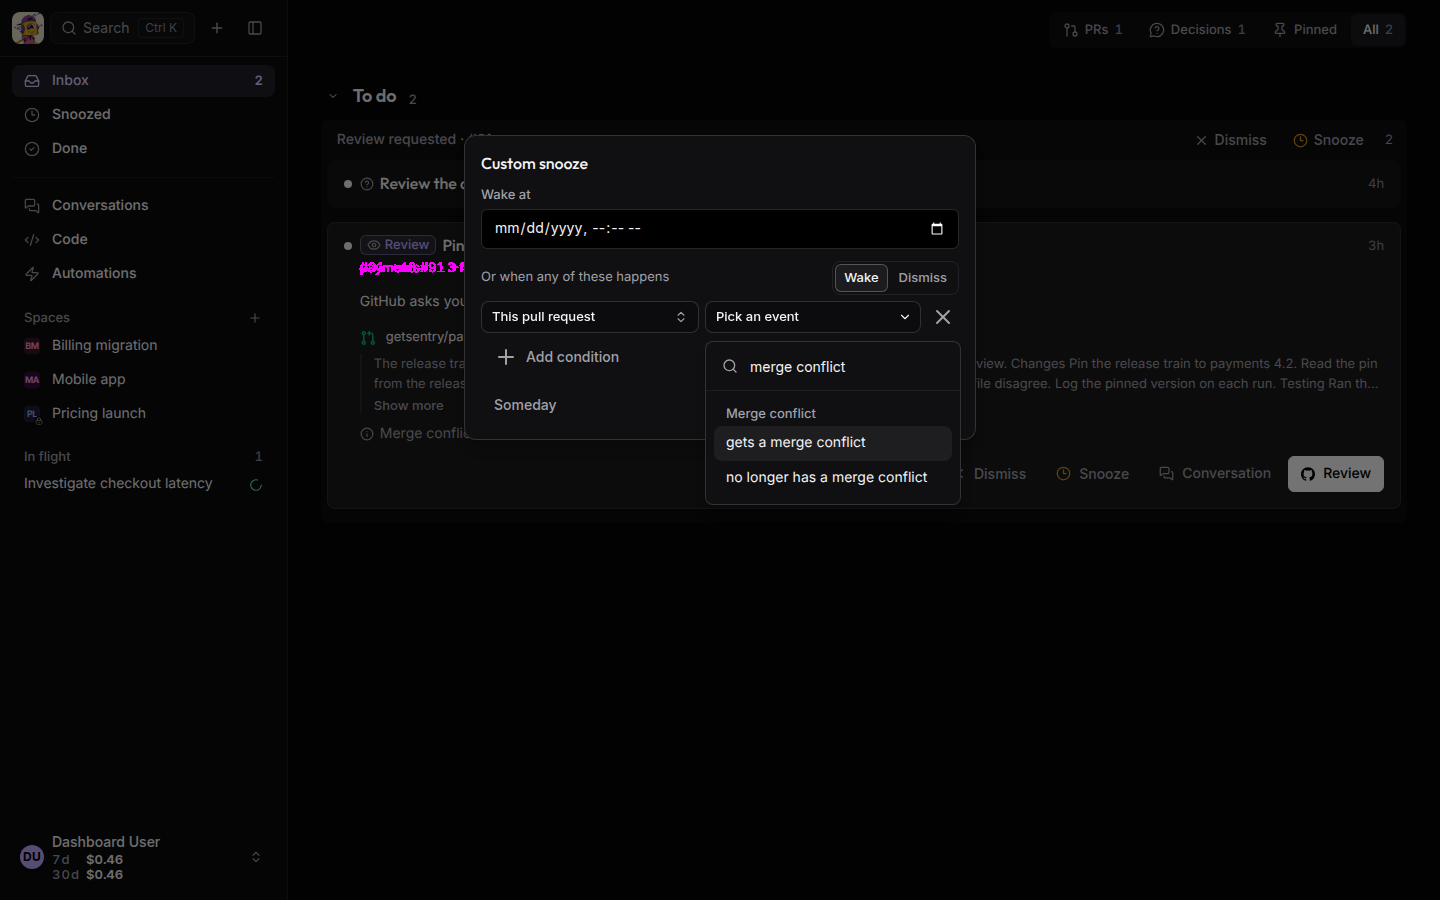 Search Ctrl K
PRs 1 Decisions 1 Pinned All 2
Inbox 2
Snoozed
Done
Conversations
Code
Automations
Spaces
BM Billing migration
MA Mobile app
PL Pricing launch
In flight 1
Investigate checkout latency
Dashboard User
DU
7d $0.46
30d $0.46
To do 2
Review requested ·
Dismiss Snooze 2
Review the
4h
Review Pin
3h
GitHub asks you
getsentry/pa
The release tra
view. Changes Pin the release train to payments 4.2. Read the pin
from the releas
file disagree. Log the pinned version on each run. Testing Ran th...
Show more
Merge conflic
Dismiss Snooze Conversation Review
Custom snooze
Wake at
mm/dd/yyyy, --:-- --
Or when any of these happens Wake Dismiss
This pull request Pick an event
Add condition
Someday
merge conflict
Merge conflict
gets a merge conflict
no longer has a merge conflict